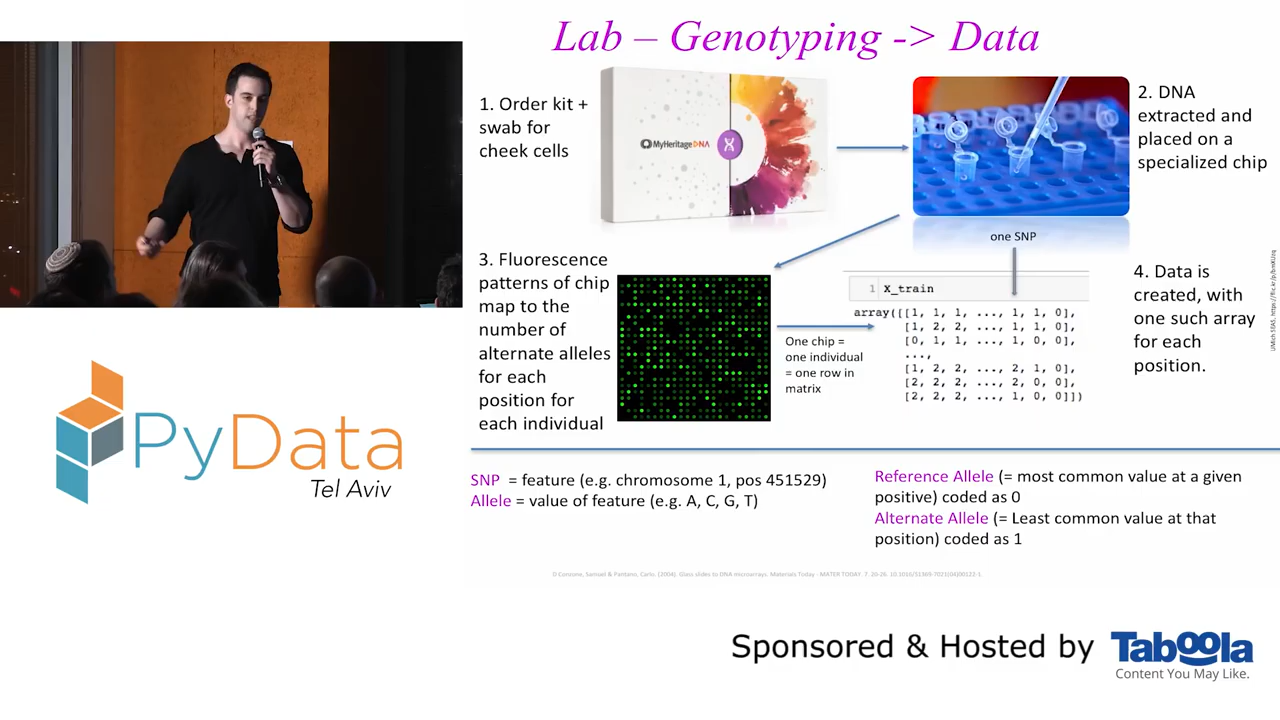 Lab – Genotyping -> Data
1. Order kit +
swab for
cheek cells
MyHeritage DNA
2. DNA
extracted and
placed on a
specialized chip
3. Fluorescence
patterns of chip
map to the
number of
alternate alleles
for each
position for
each individual
one SNP
1 X_train
array([[1, 1, 1, ..., 1, 1, 0],
[1, 2, 2, ..., 1, 1, 0],
[0, 1, 1, ..., 1, 0, 0],
...,
[1, 2, 2, ..., 2, 1, 0],
[2, 2, 2, ..., 2, 0, 0],
[2, 2, 2, ..., 1, 0, 0]])
One chip =
one individual
= one row in
matrix
4. Data is
created, with
one such array
for each
position.
SNP = feature (e.g. chromosome 1, pos 451529)
Allele = value of feature (e.g. A, C, G, T)
Reference Allele (= most common value at a given
positive) coded as 0
Alternate Allele (= Least common value at that
position) coded as 1
PyData
Tel Aviv
Sponsored & Hosted by
Taboola
Content You May Like.